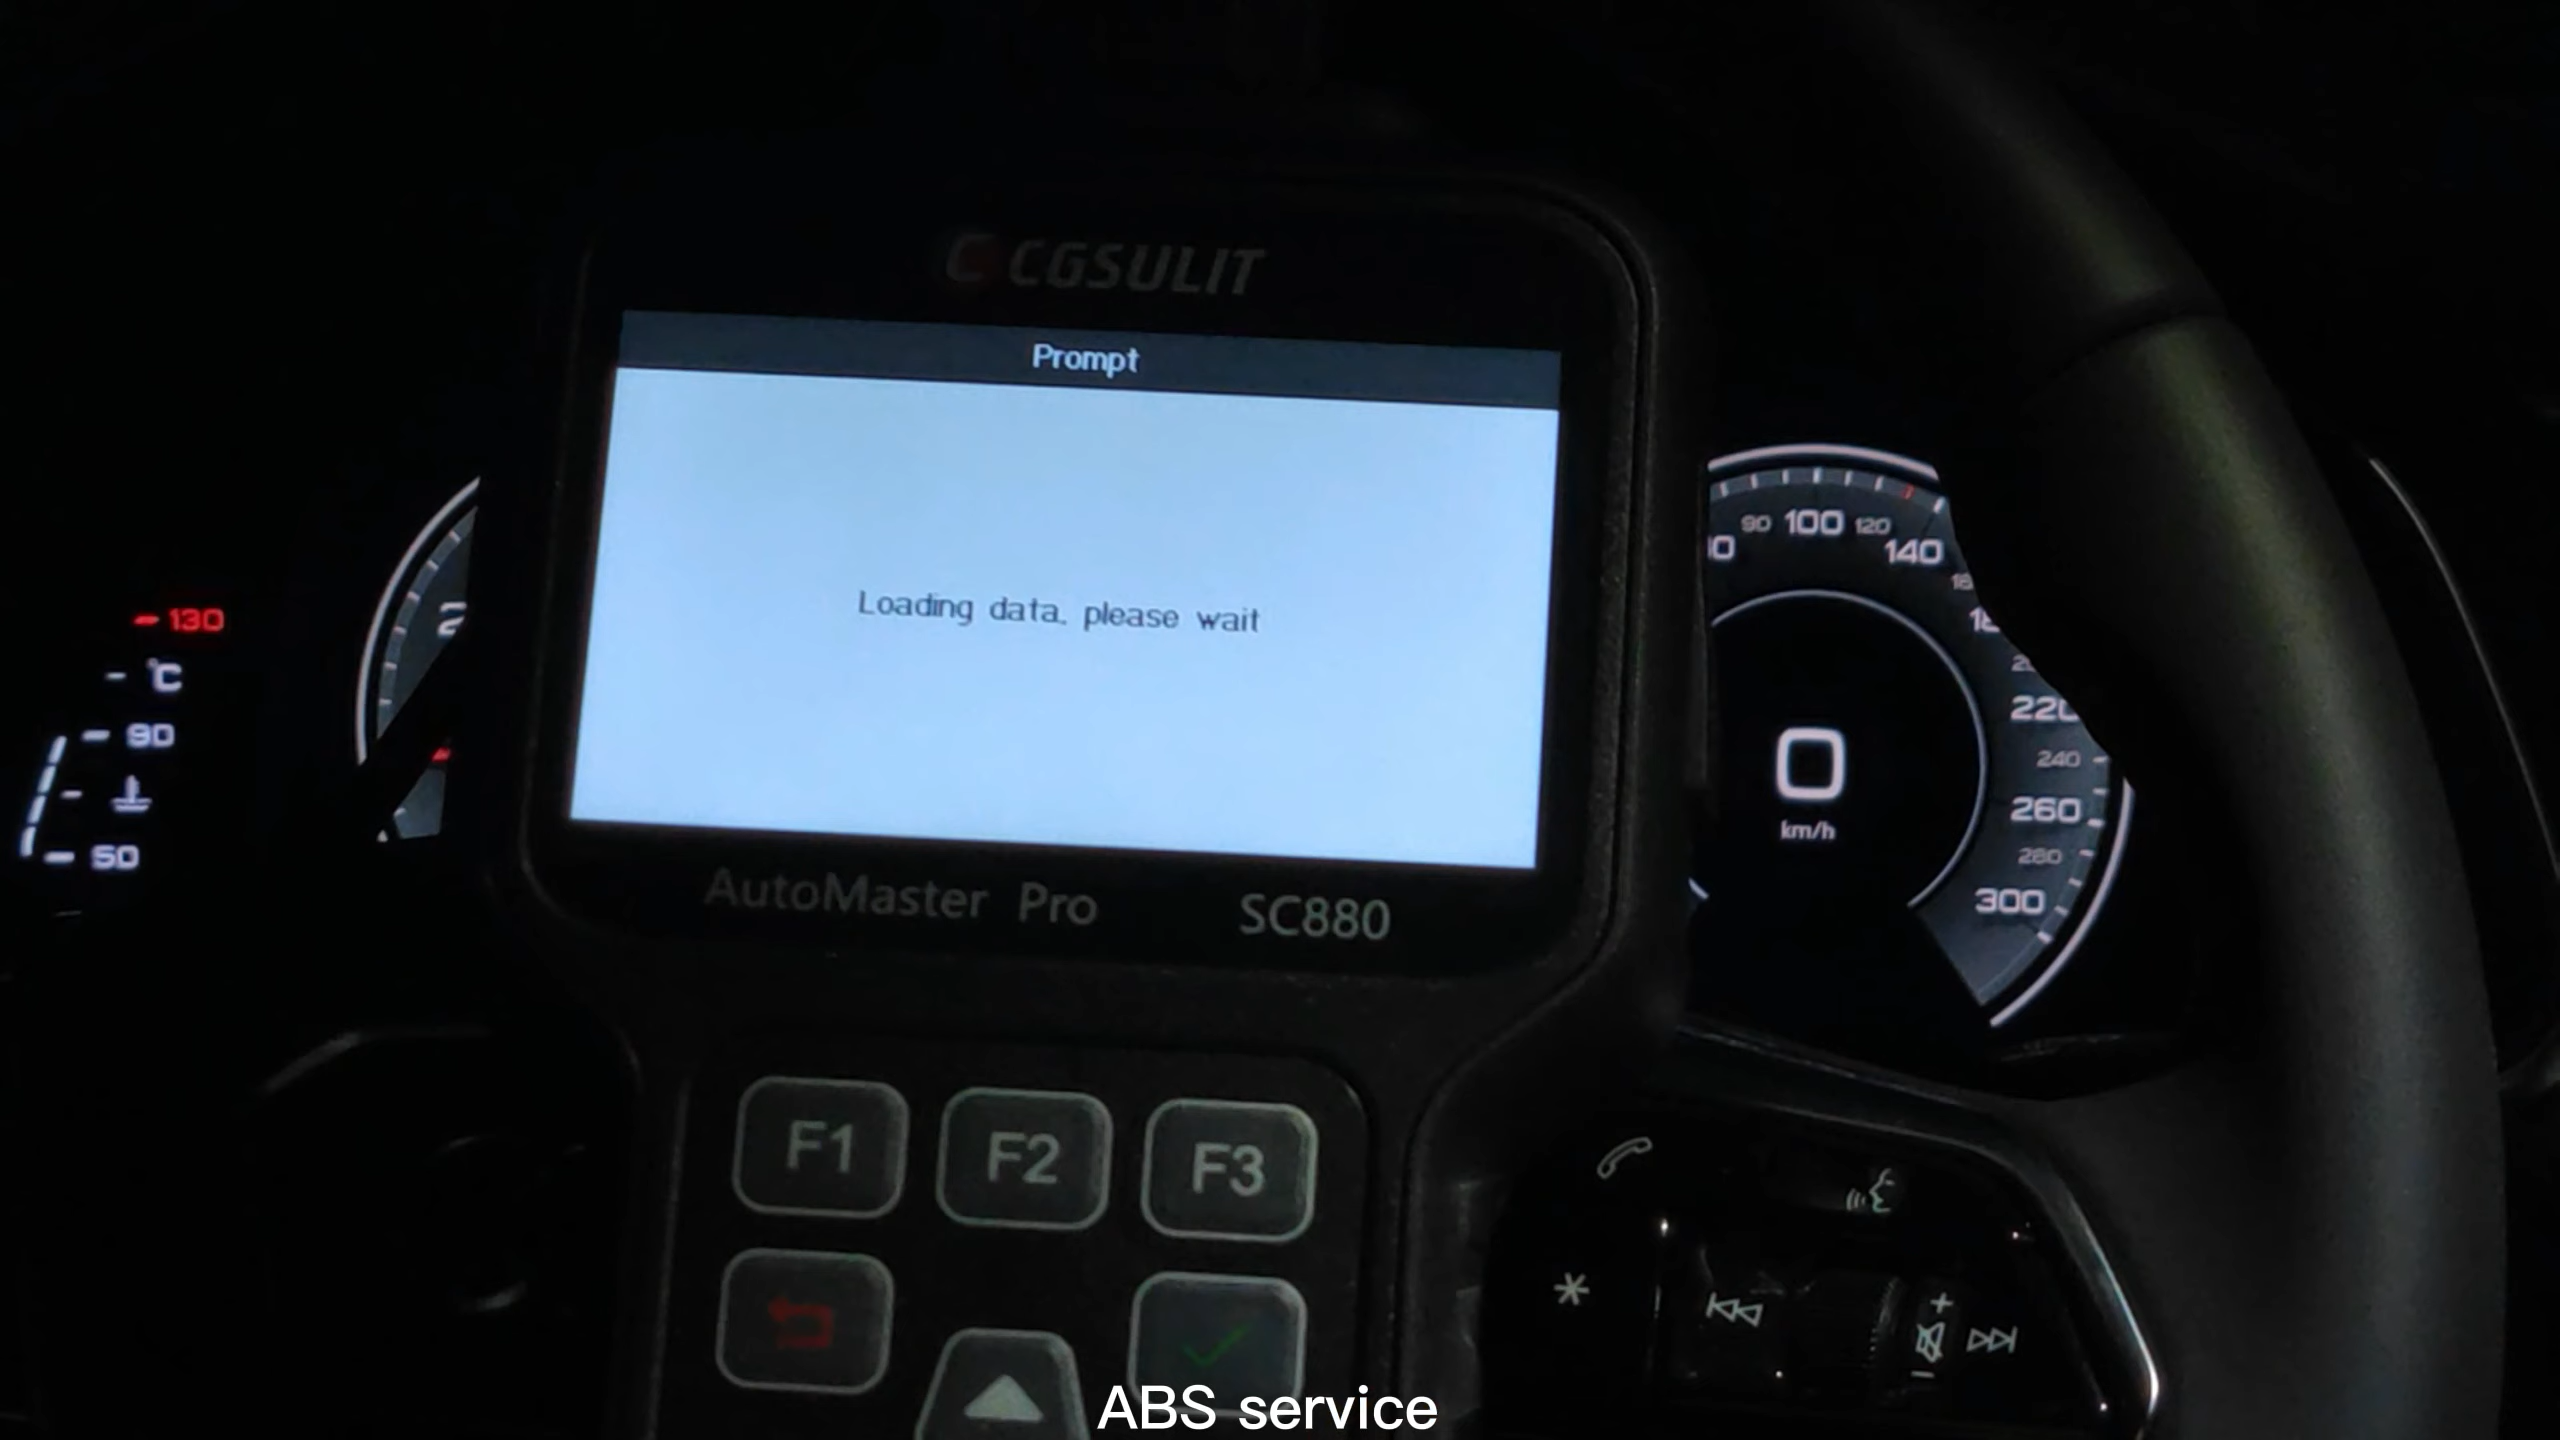 CGSULIT
Prompt
Loading data, please wait
AutoMaster Pro SC880
F1 F2 F3
130
°C
90
50
2
90 100 120
140
220
240
260
280
300
0
km/h
ABS service